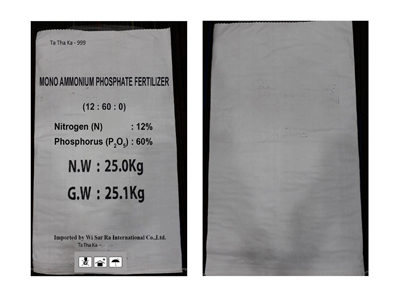 Ta Tha Ka - 999
MONO AMMONIUM PHOSPHATE FERTILIZER
(12 : 60 : 0)
Nitrogen (N) : 12%
Phosphorus (P₂O₅) : 60%
N.W : 25.0Kg
G.W : 25.1Kg
Imported by Wi Sar Ra International Co.,Ltd.
Ta Tha Ka -